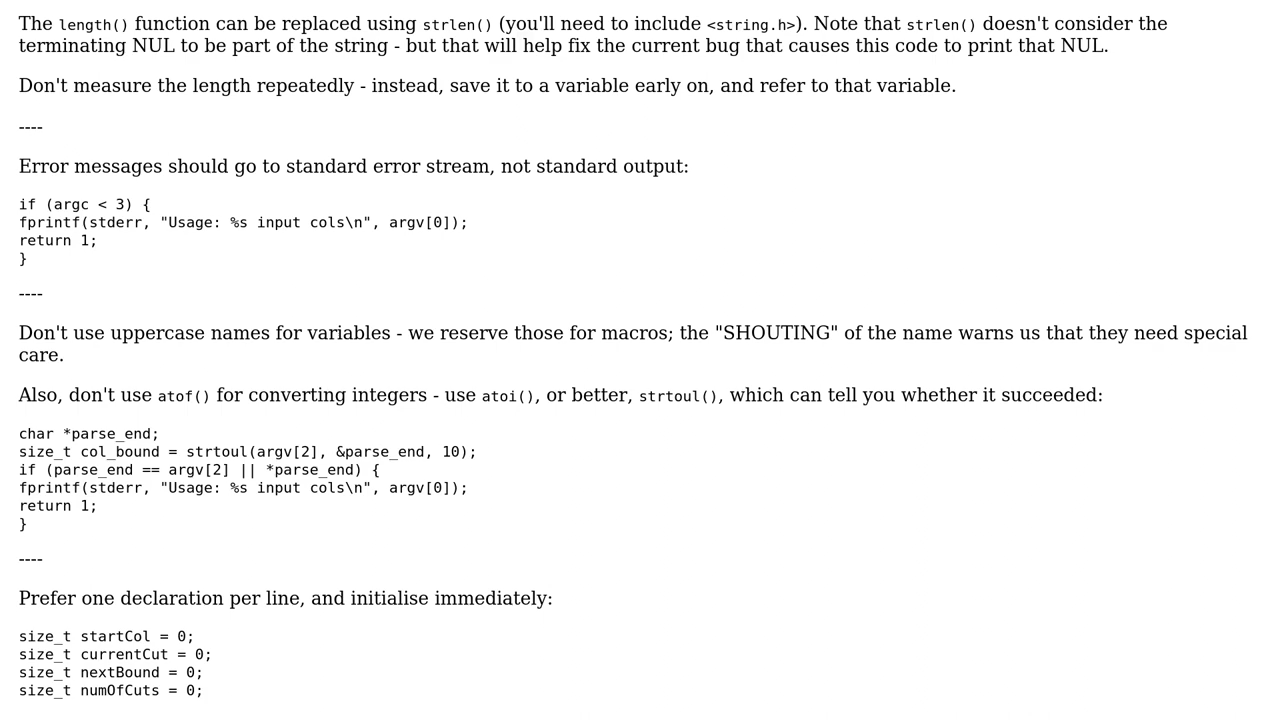 The length() function can be replaced using strlen() (you'll need to include <string.h>). Note that strlen() doesn't consider the
terminating NUL to be part of the string - but that will help fix the current bug that causes this code to print that NUL.
Don't measure the length repeatedly - instead, save it to a variable early on, and refer to that variable.
----
Error messages should go to standard error stream, not standard output:
if (argc < 3) {
fprintf(stderr, "Usage: %s input cols\n", argv[0]);
return 1;
}
----
Don't use uppercase names for variables - we reserve those for macros; the "SHOUTING" of the name warns us that they need special
care.
Also, don't use atof() for converting integers - use atoi(), or better, strtoul(), which can tell you whether it succeeded:
char *parse_end;
size_t col_bound = strtoul(argv[2], &parse_end, 10);
if (parse_end == argv[2] || *parse_end) {
fprintf(stderr, "Usage: %s input cols\n", argv[0]);
return 1;
}
----
Prefer one declaration per line, and initialise immediately:
size_t startCol = 0;
size_t currentCut = 0;
size_t nextBound = 0;
size_t numOfCuts = 0;